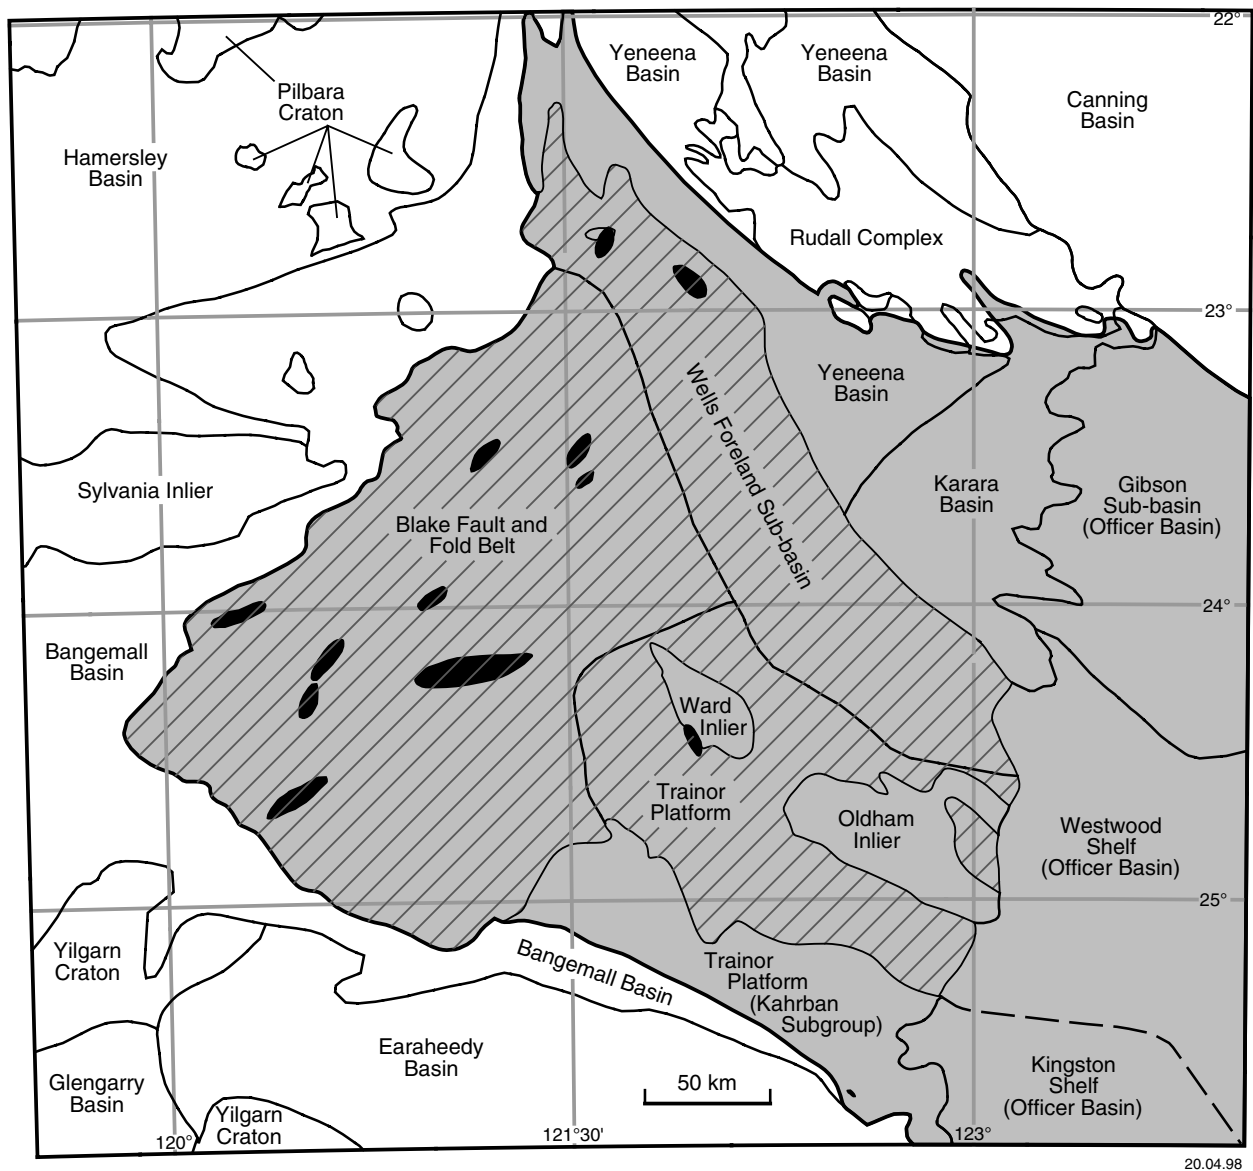 22°
Yeneena
Basin
Yeneena
Basin
Pilbara
Craton
Canning
Basin
Hamersley
Basin
Rudall Complex
23°
Yeneena
Basin
Wells Foreland Sub-basin
Sylvania Inlier
Karara
Basin
Gibson
Sub-basin
(Officer Basin)
Blake Fault and
Fold Belt
24°
Bangemall
Basin
Ward
Inlier
Trainor
Platform
Oldham
Inlier
Westwood
Shelf
(Officer Basin)
25°
Yilgarn
Craton
Bangemall Basin
Trainor
Platform
(Kahrban
Subgroup)
Earaheedy
Basin
Glengarry
Basin
50 km
Kingston
Shelf
(Officer Basin)
Yilgarn
Craton
120°
121°30'
123°
20.04.98